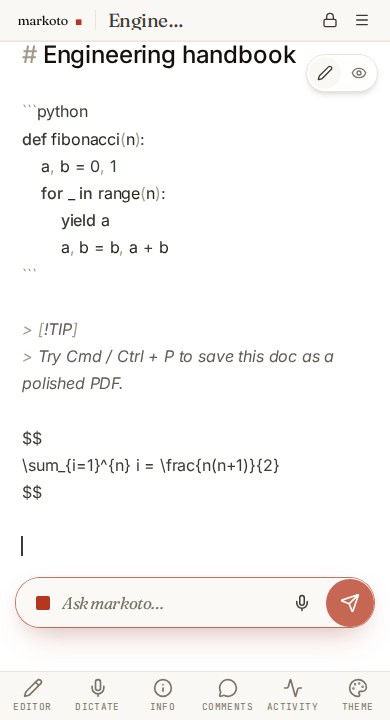 markoto
Engine...
# Engineering handbook
```python
def fibonacci(n):
    a, b = 0, 1
    for _ in range(n):
        yield a
        a, b = b, a + b
```
> [!TIP]
> Try Cmd / Ctrl + P to save this doc as a
polished PDF.
$$
\sum_{i=1}^{n} i = \frac{n(n+1)}{2}
$$
Ask markoto...
EDITOR
DICTATE
INFO
COMMENTS
ACTIVITY
THEME